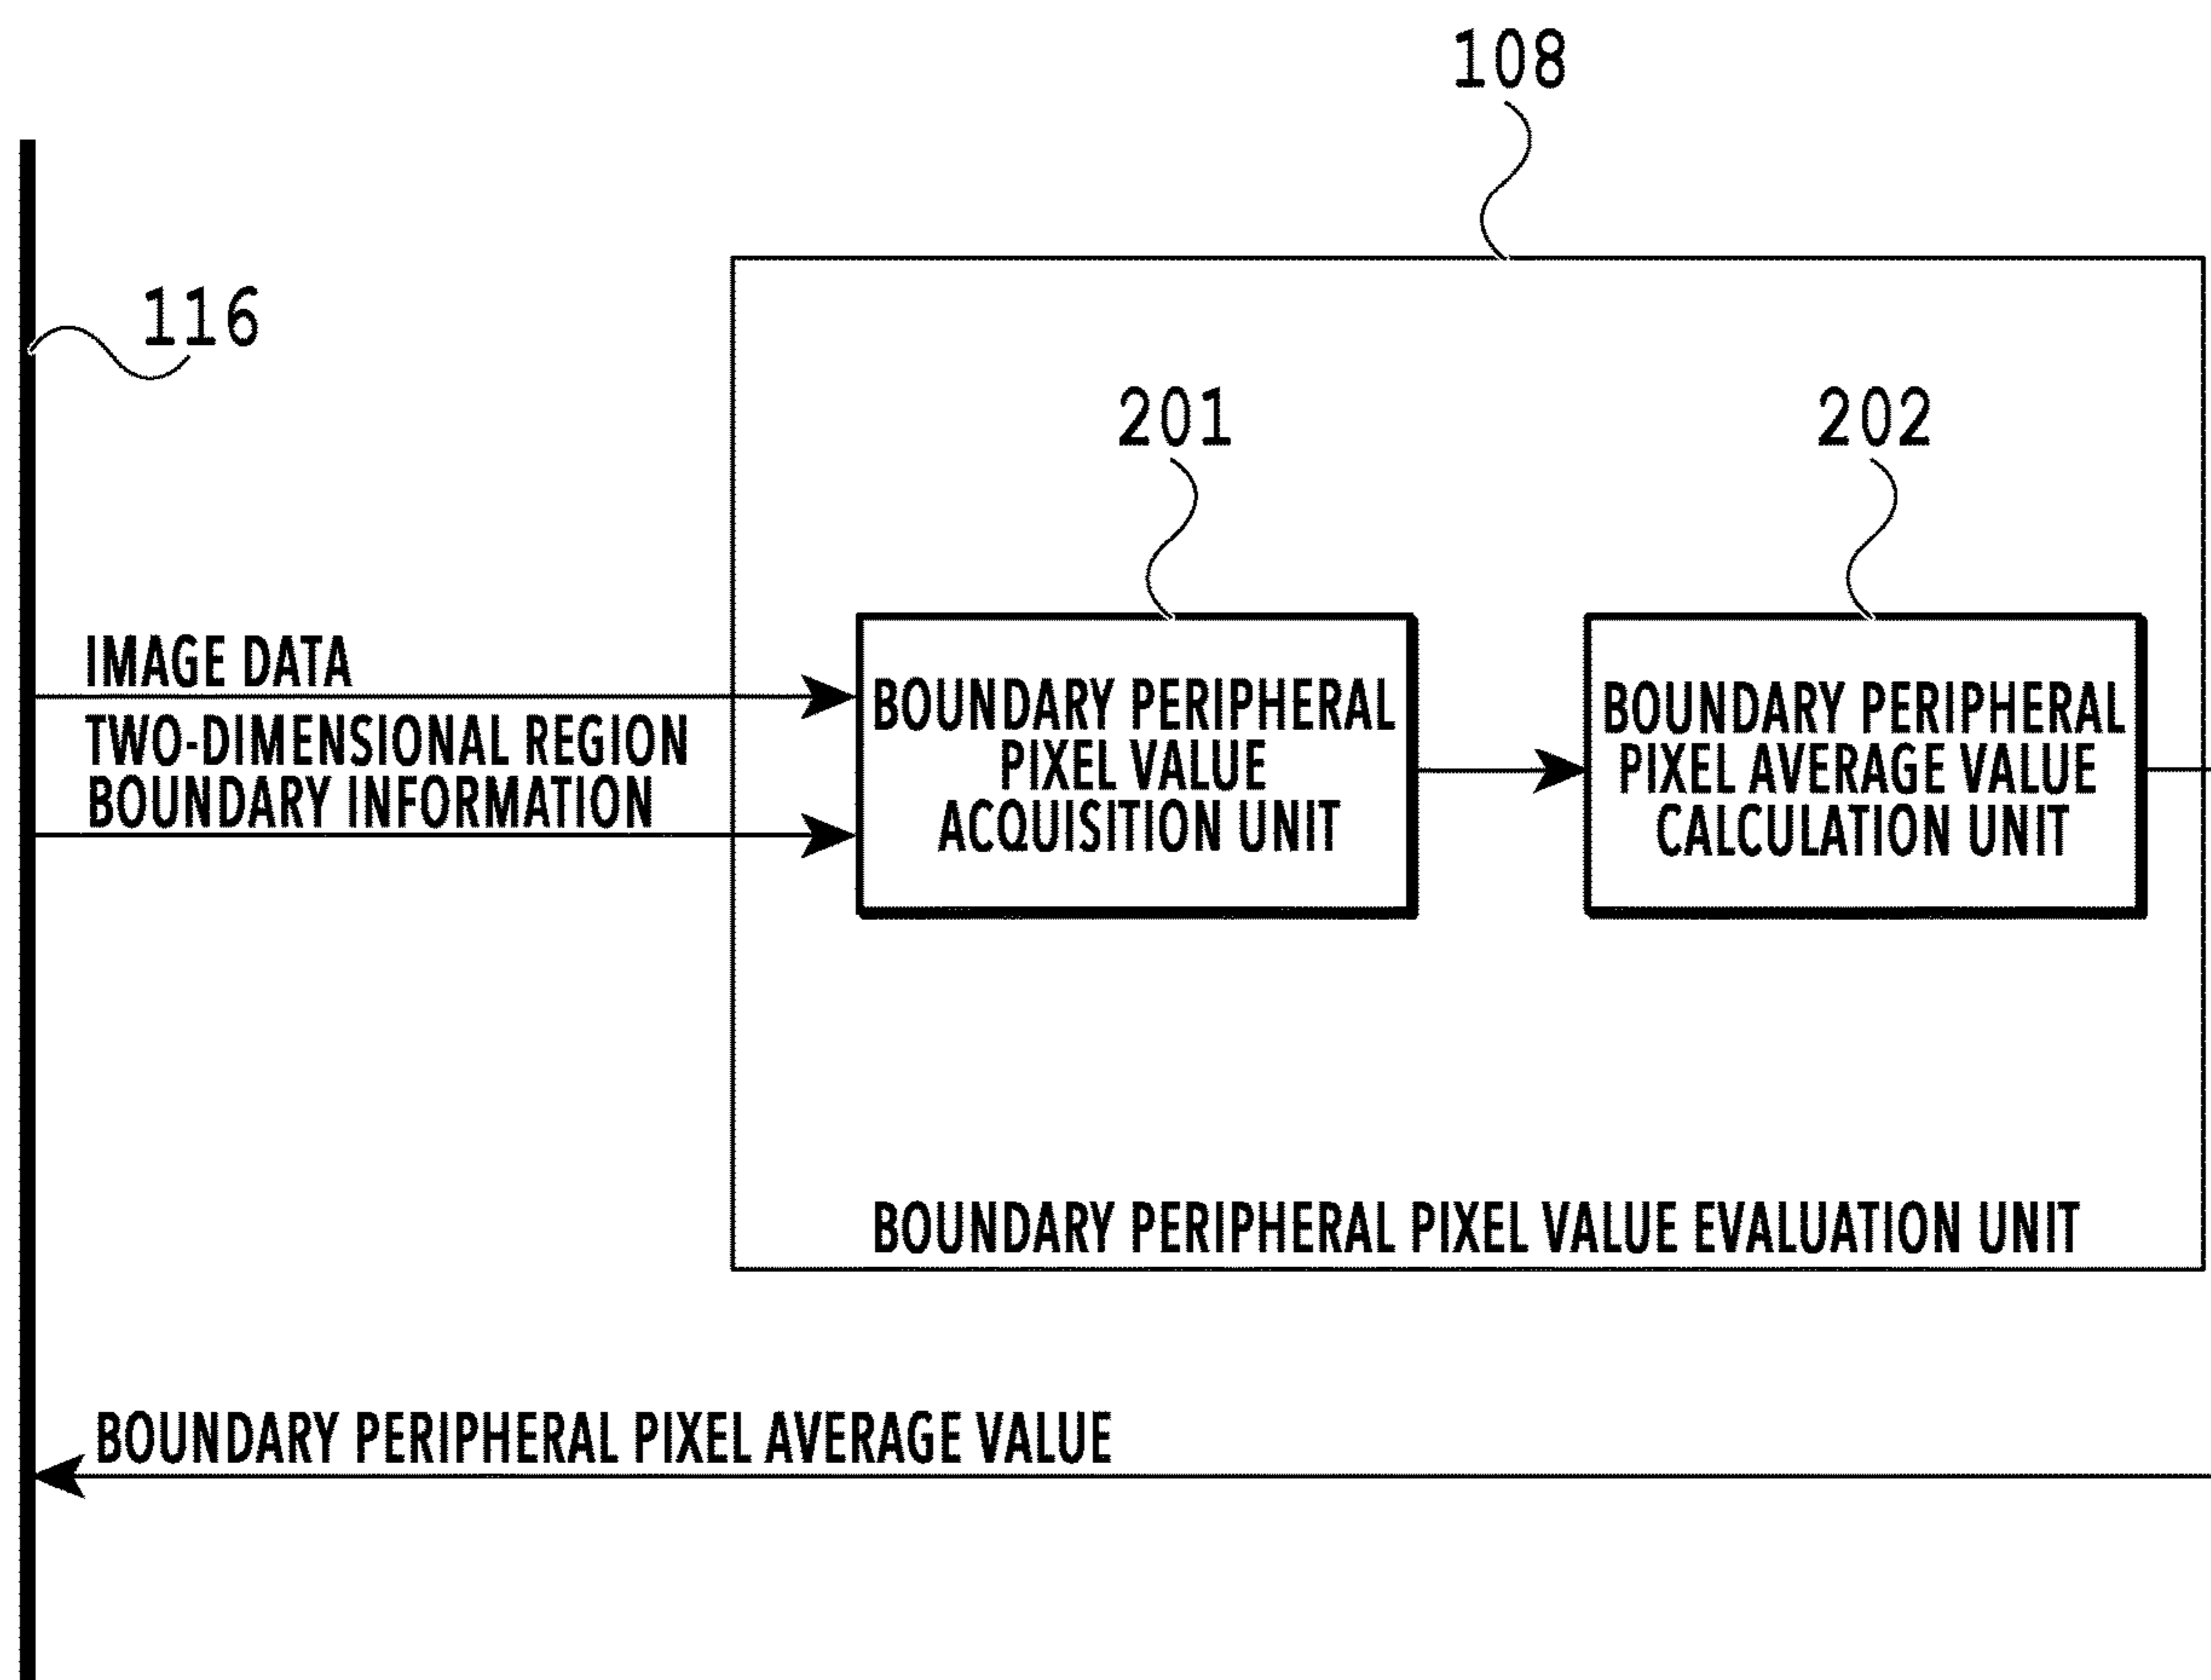 108
116
201
202
IMAGE DATA
TWO-DIMENSIONAL REGION
BOUNDARY INFORMATION
BOUNDARY PERIPHERAL
PIXEL VALUE
ACQUISITION UNIT
BOUNDARY PERIPHERAL
PIXEL AVERAGE VALUE
CALCULATION UNIT
BOUNDARY PERIPHERAL PIXEL VALUE EVALUATION UNIT
BOUNDARY PERIPHERAL PIXEL AVERAGE VALUE